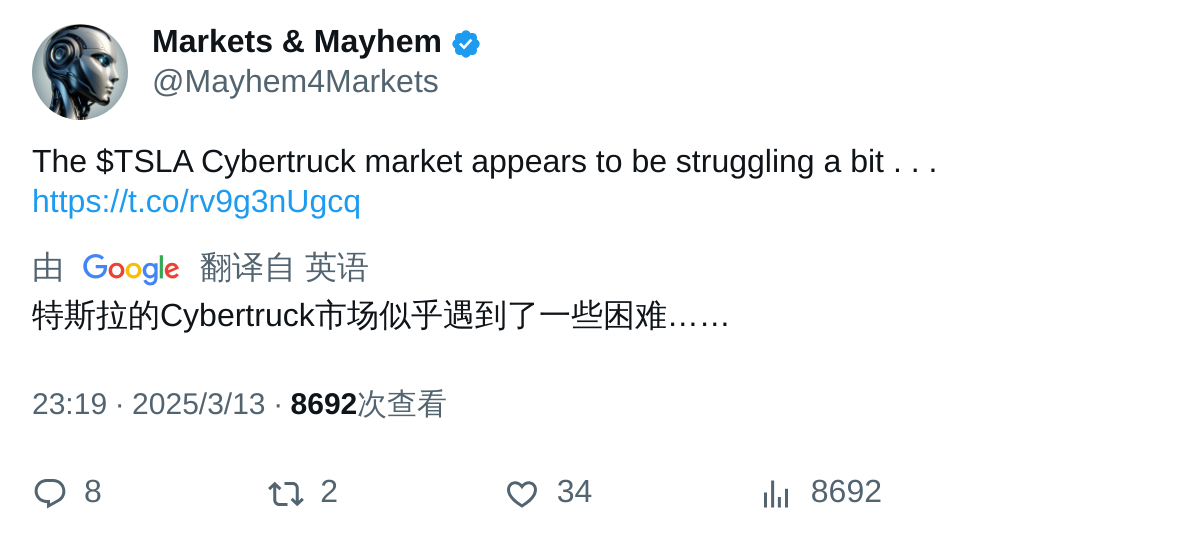 Markets & Mayhem
@Mayhem4Markets
The $TSLA Cybertruck market appears to be struggling a bit . . .
https://t.co/rv9g3nUgcq
由 Google 翻译自 英语
特斯拉的Cybertruck市场似乎遇到了一些困难……
23:19 · 2025/3/13 · 8692次查看
8 2 34 8692